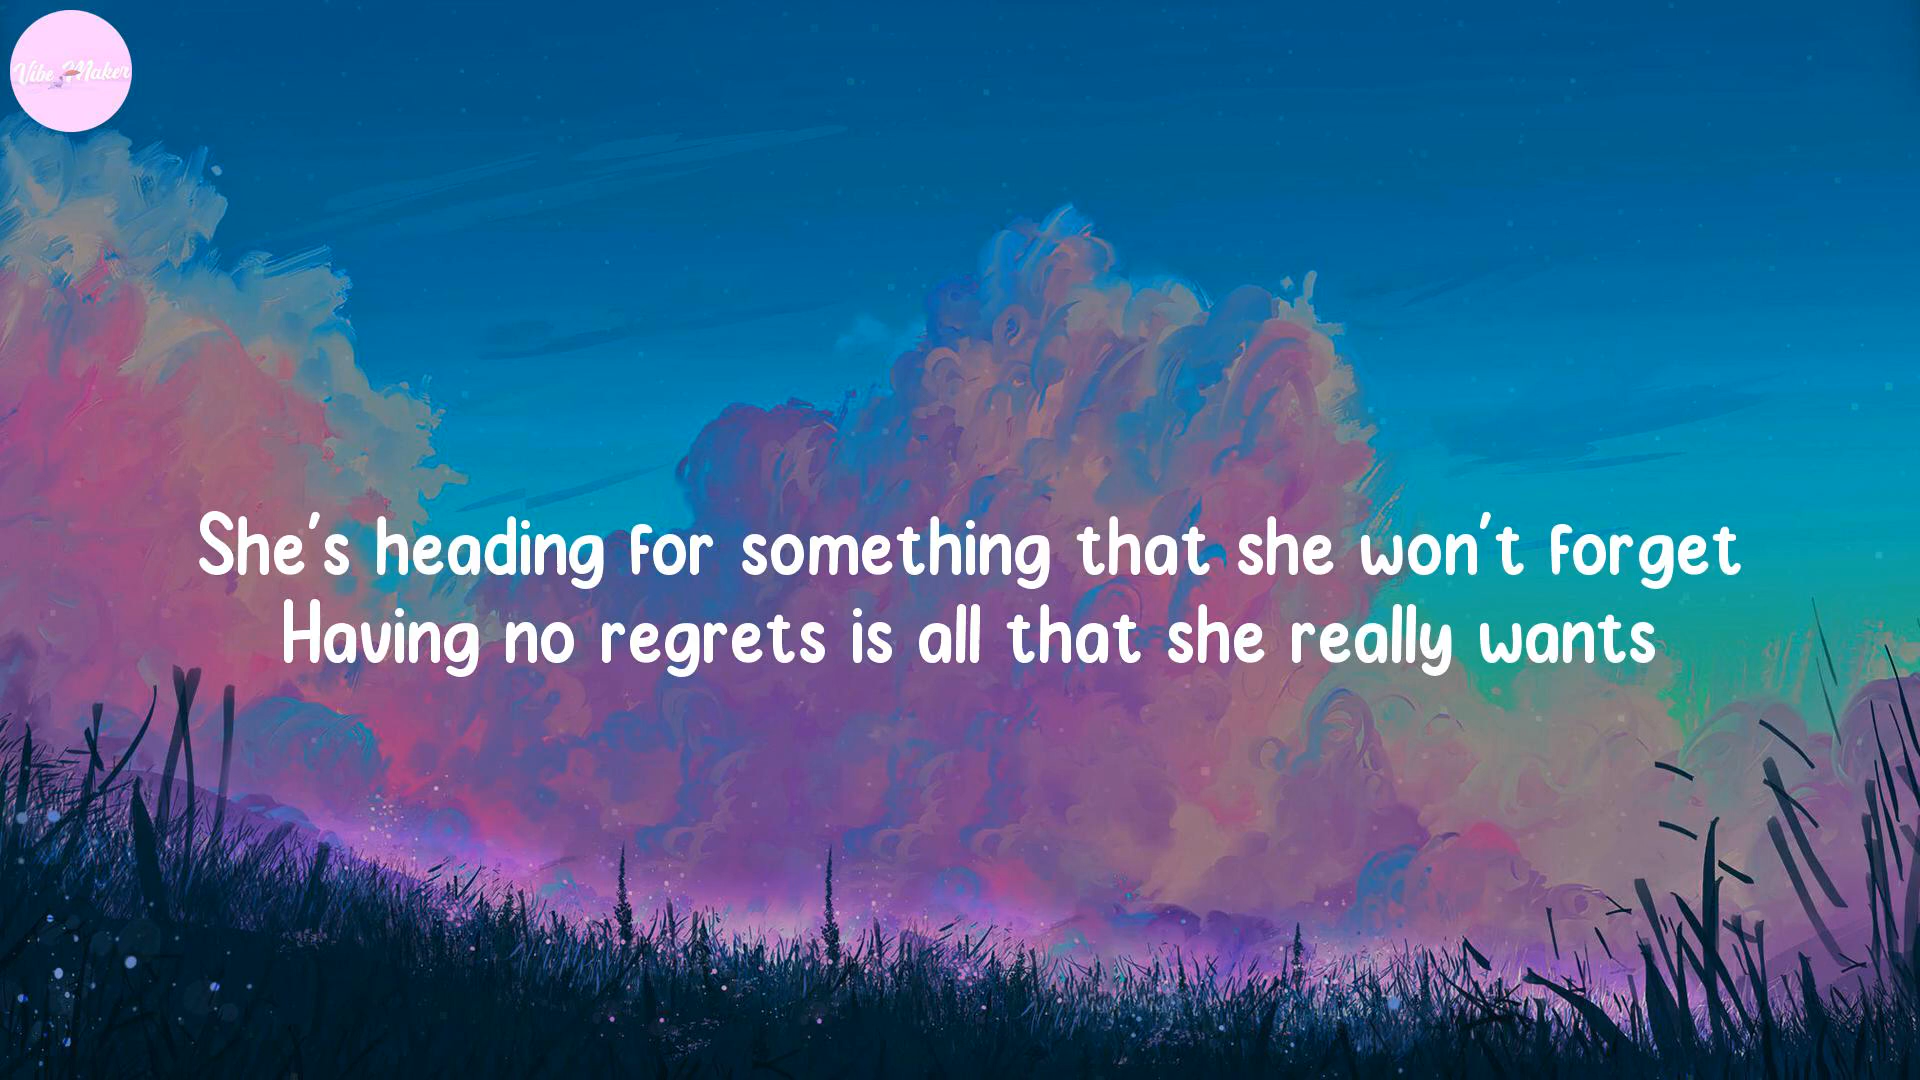 Vibe Maker
She's heading for something that she won't forget
Having no regrets is all that she really wants